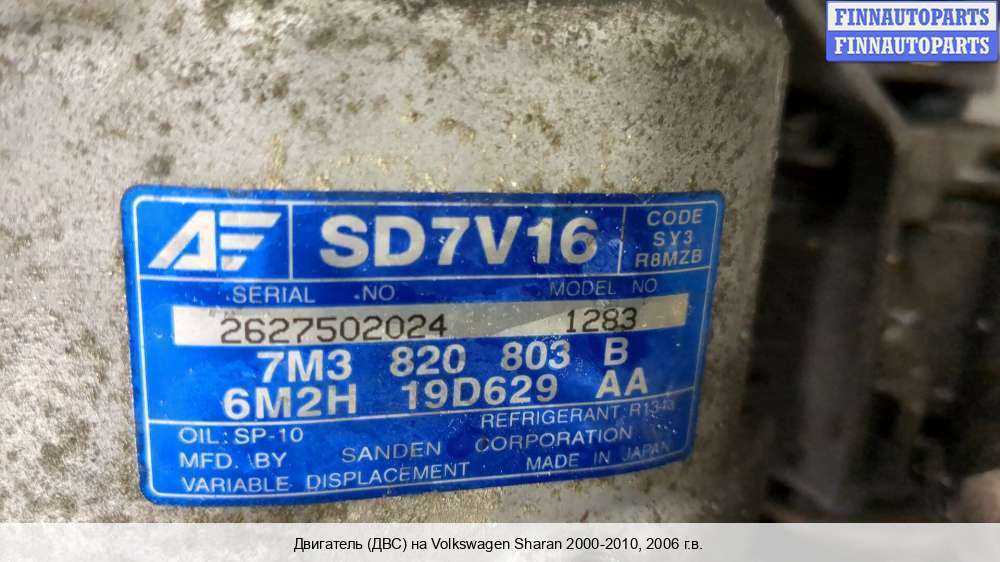 FINNAUTOPARTS
FINNAUTOPARTS
SD7V16
CODE
SY3
R8MZB
SERIAL NO
MODEL NO
2627502024 1283
7M3 820 803 B
6M2H 19D629 AA
REFRIGERANT:
OIL: SP-10
MFD. BY SANDEN CORPORATION
VARIABLE DISPLACEMENT MADE IN JAPAN
Двигатель (ДВС) на Volkswagen Sharan 2000-2010, 2006 г.в.